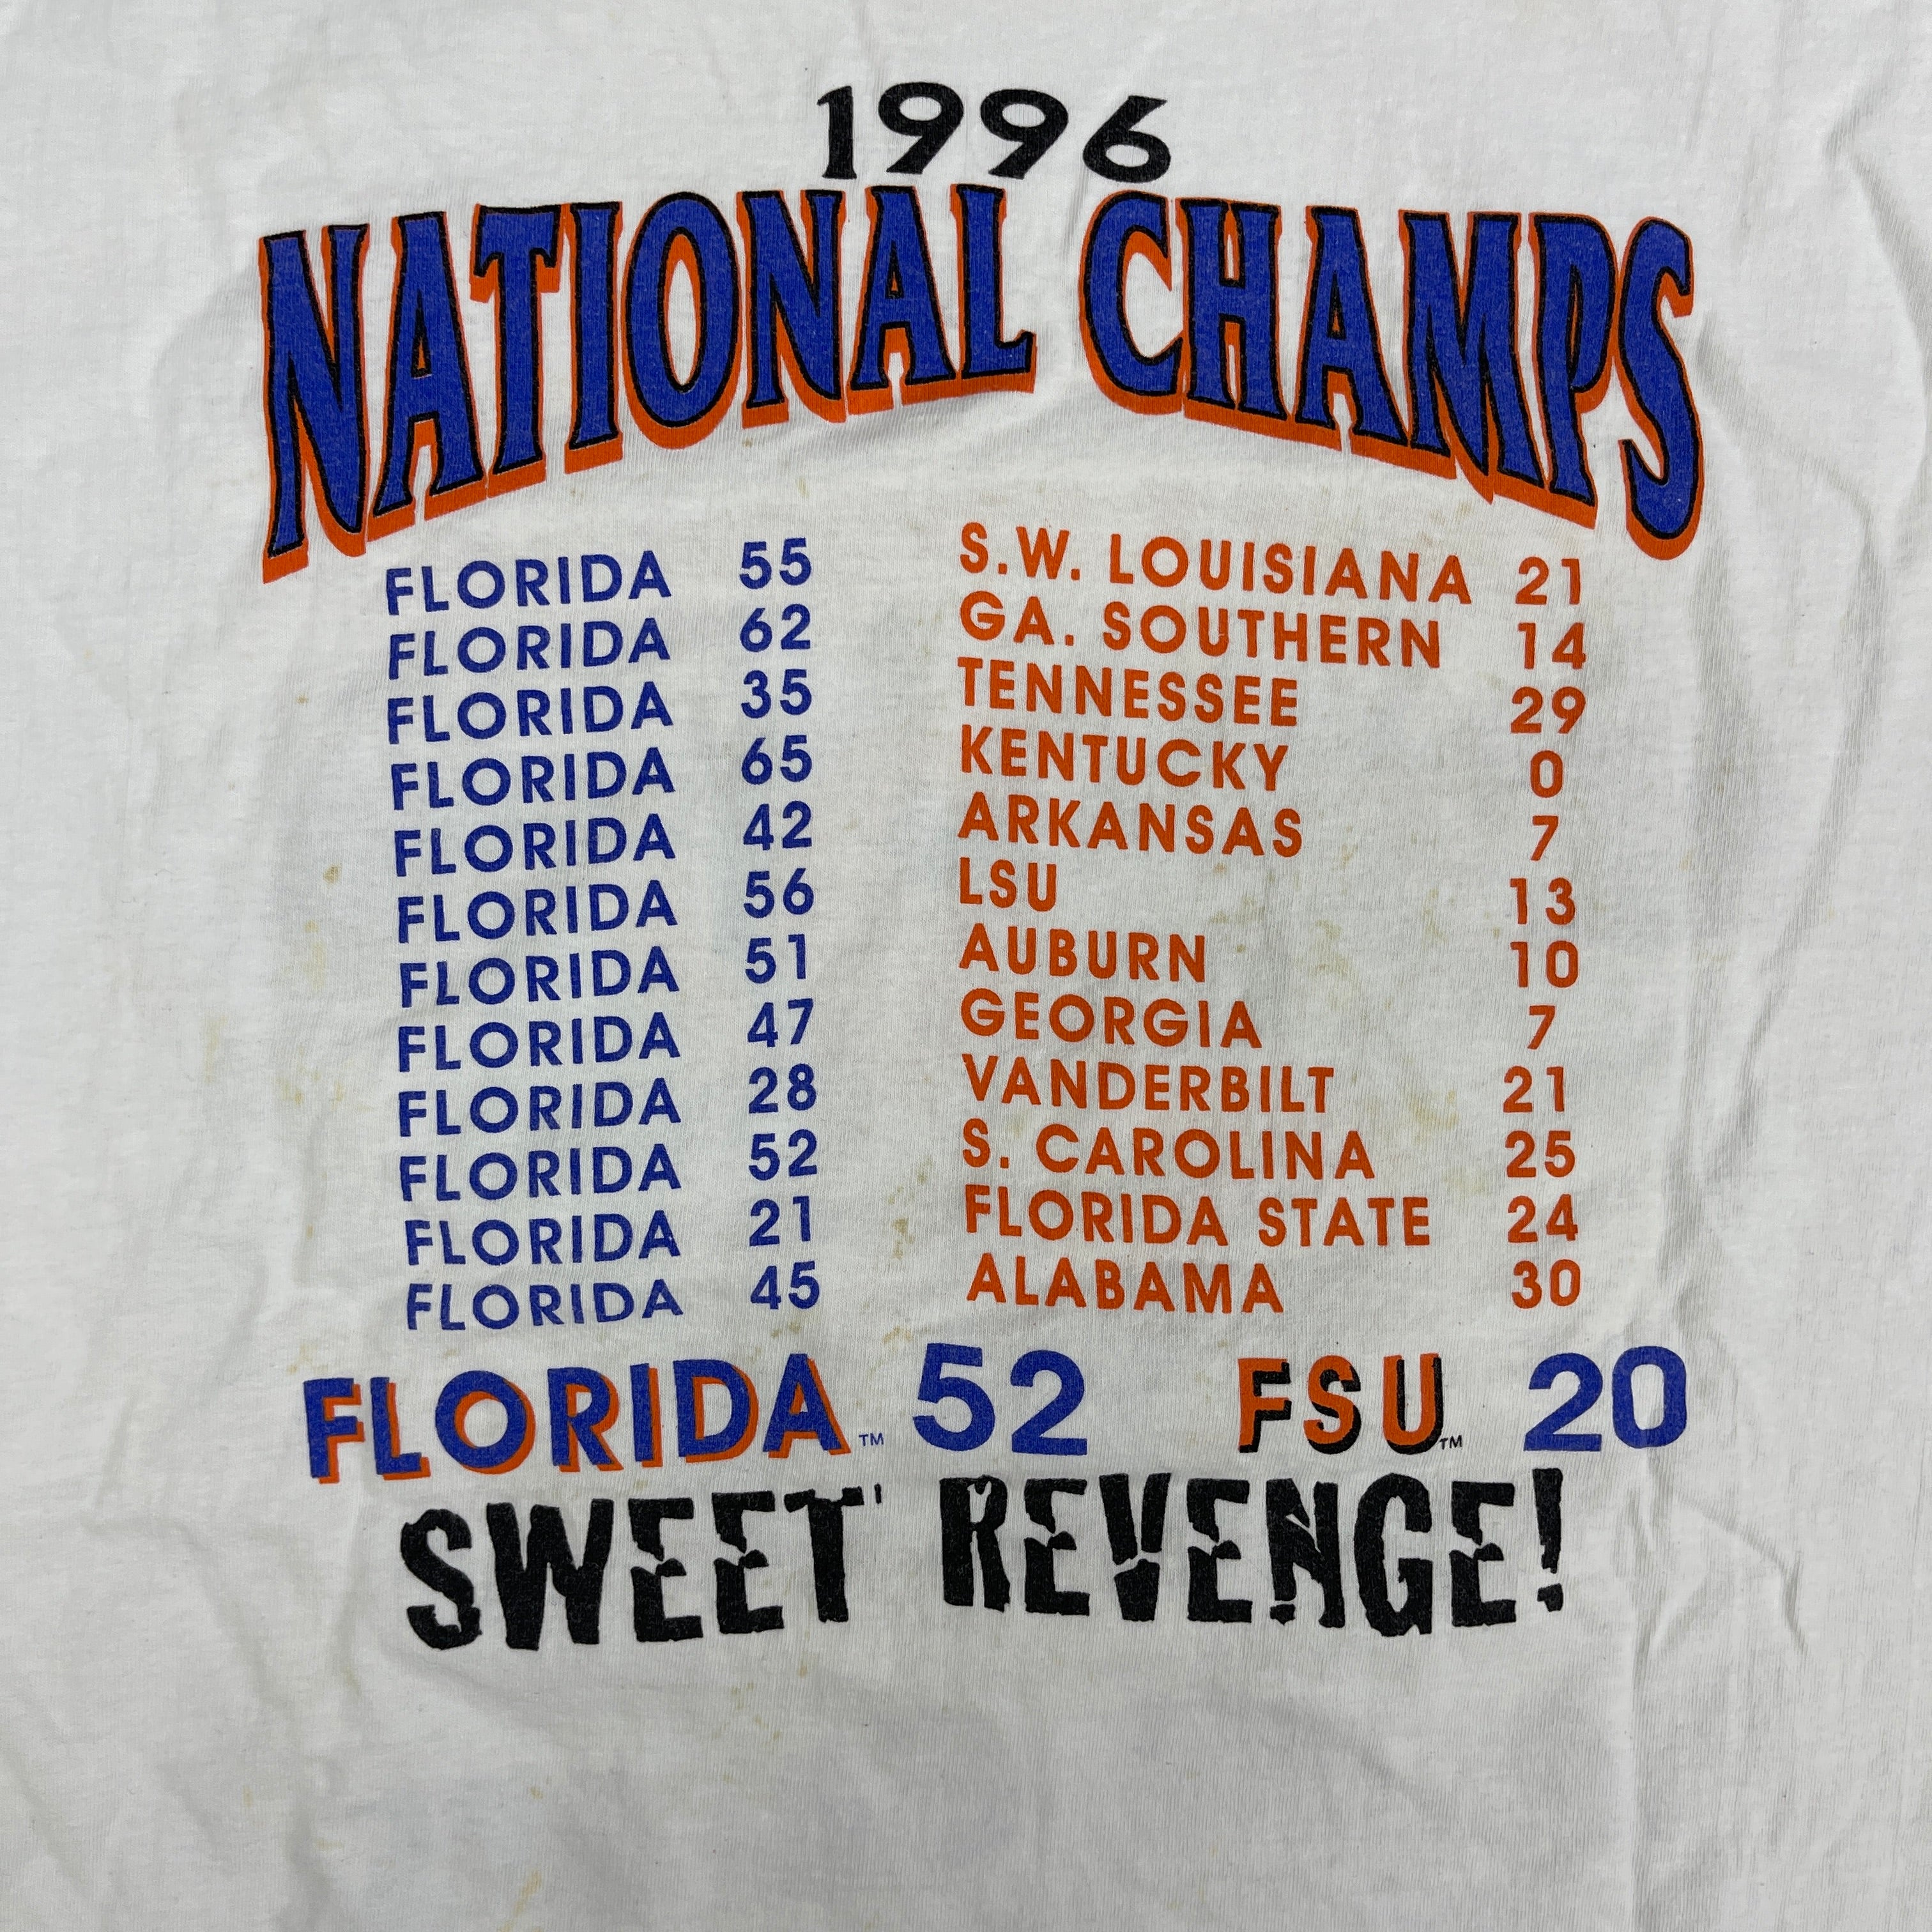 1996
NATIONAL CHAMPS
FLORIDA 55 S.W. LOUISIANA 21
FLORIDA 62 GA. SOUTHERN 14
FLORIDA 35 TENNESSEE 29
FLORIDA 65 KENTUCKY 0
FLORIDA 42 ARKANSAS 7
FLORIDA 56 LSU 13
FLORIDA 51 AUBURN 10
FLORIDA 47 GEORGIA 7
FLORIDA 28 VANDERBILT 21
FLORIDA 52 S. CAROLINA 25
FLORIDA 21 FLORIDA STATE 24
FLORIDA 45 ALABAMA 30
FLORIDA™ 52 FSU™ 20
SWEET REVENGE!